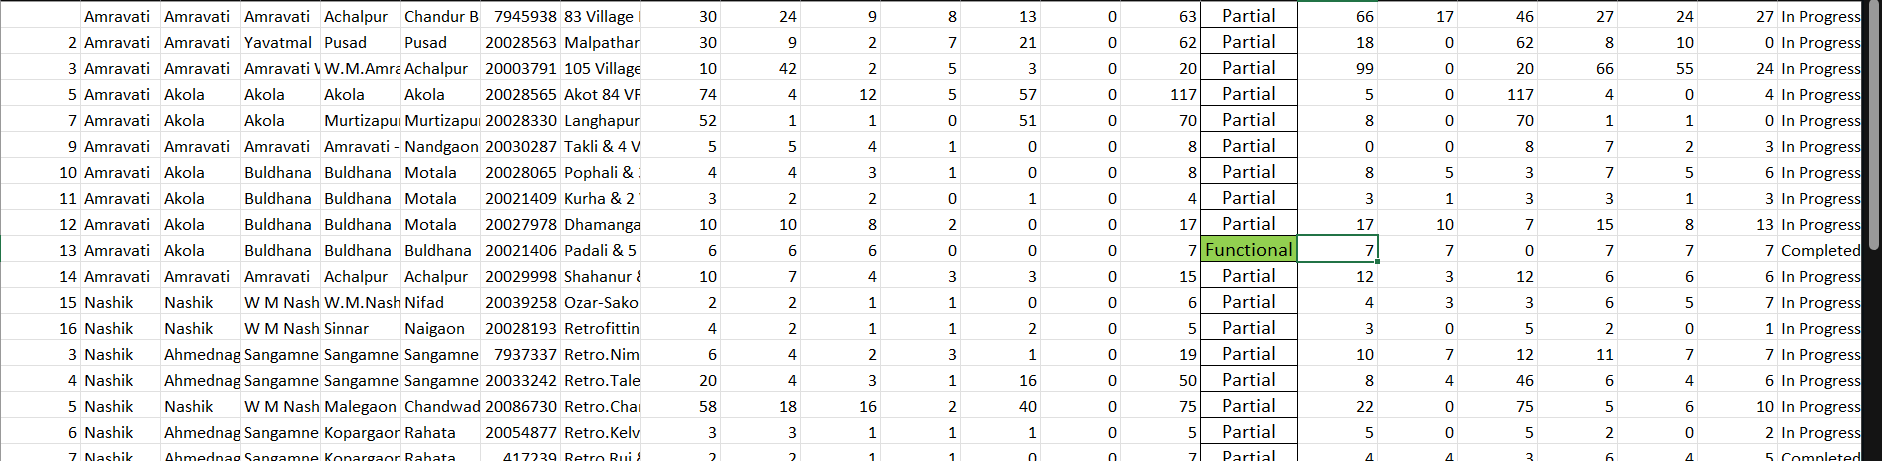 Amravati Amravati Amravati Achalpur Chandur B 7945938 83 Village 30 24 9 8 13 0 63 Partial 66 17 46 27 24 27 In Progress
2 Amravati Amravati Yavatmal Pusad Pusad 20028563 Malpathar 30 9 2 7 21 0 62 Partial 18 0 62 8 10 0 In Progress
3 Amravati Amravati Amravati W.M.Amra Achalpur 20003791 105 Village 10 42 2 5 3 0 20 Partial 99 0 20 66 55 24 In Progress
5 Amravati Akola Akola Akola Akola 20028565 Akot 84 VR 74 4 12 5 57 0 117 Partial 5 0 117 4 0 4 In Progress
7 Amravati Akola Akola Murtizapu Murtizapu 20028330 Langhapur 52 1 1 0 51 0 70 Partial 8 0 70 1 1 0 In Progress
9 Amravati Amravati Amravati Amravati - Nandgaon 20030287 Takli & 4 V 5 5 4 1 0 0 8 Partial 0 0 8 7 2 3 In Progress
10 Amravati Akola Buldhana Buldhana Motala 20028065 Pophali & 4 4 3 1 0 0 8 Partial 8 5 3 7 5 6 In Progress
11 Amravati Akola Buldhana Buldhana Motala 20021409 Kurha & 2 3 2 2 0 1 0 4 Partial 3 1 3 3 1 3 In Progress
12 Amravati Akola Buldhana Buldhana Motala 20027978 Dhamanga 10 10 8 2 0 0 17 Partial 17 10 7 15 8 13 In Progress
13 Amravati Akola Buldhana Buldhana Buldhana 20021406 Padali & 5 6 6 6 0 0 0 7 Functional 7 7 0 7 7 7 Completed
14 Amravati Amravati Amravati Achalpur Achalpur 20029998 Shahanur & 10 7 4 3 3 0 15 Partial 12 3 12 6 6 6 In Progress
15 Nashik Nashik W M Nash W.M.Nash Nifad 20039258 Ozar-Sako 2 2 1 1 0 0 6 Partial 4 3 3 6 5 7 In Progress
16 Nashik Nashik W M Nash Sinnar Naigaon 20028193 Retrofittin 4 2 1 1 2 0 5 Partial 3 0 5 2 0 1 In Progress
3 Nashik Ahmednag Sangamne Sangamne Sangamne 7937337 Retro.Nim 6 4 2 3 1 0 19 Partial 10 7 12 11 7 7 In Progress
4 Nashik Ahmednag Sangamne Sangamne Sangamne 20033242 Retro.Tale 20 4 3 1 16 0 50 Partial 8 4 46 6 4 6 In Progress
5 Nashik Nashik W M Nash Malegaon Chandwad 20086730 Retro.Cha 58 18 16 2 40 0 75 Partial 22 0 75 5 6 10 In Progress
6 Nashik Ahmednag Sangamne Kopargaor Rahata 20054877 Retro.Kelv 3 3 1 1 1 0 5 Partial 5 0 5 2 0 2 In Progress
7 Nashik Ahmednag Sangamne Kopargaor Rahata 417239 Retro Rui & 2 2 1 1 0 0 7 Partial 4 4 3 6 4 5 Completed